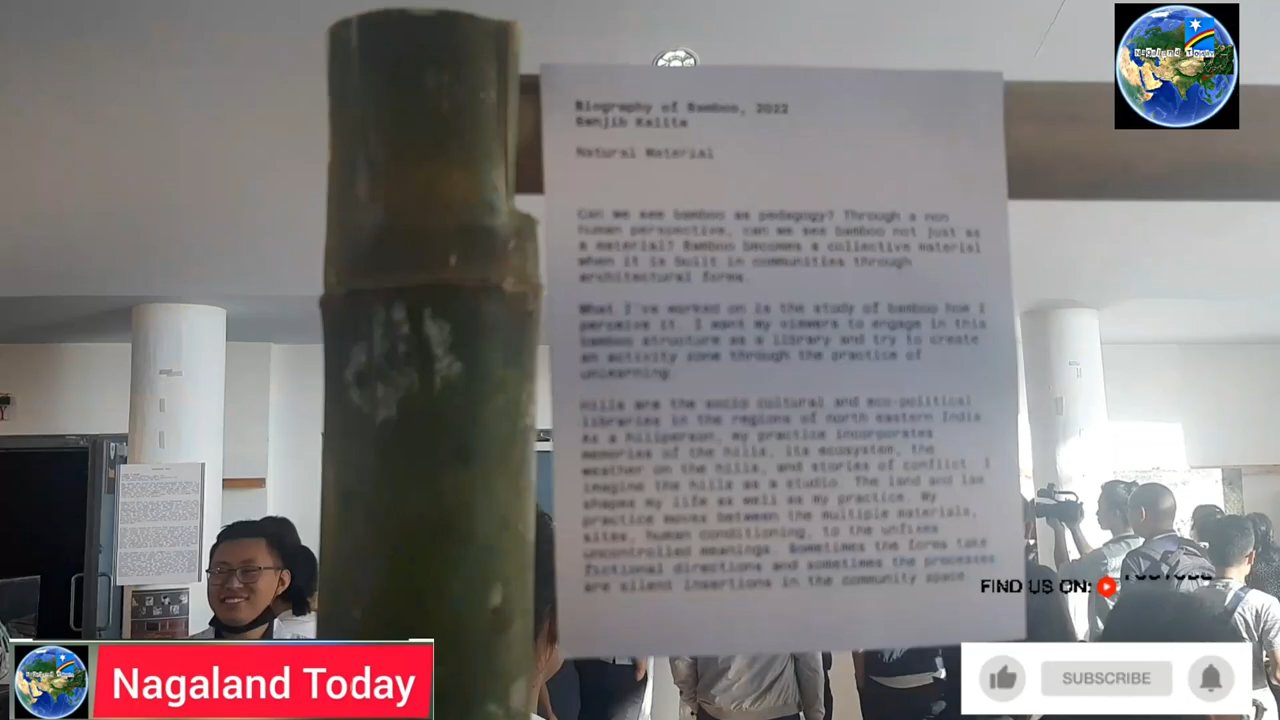 Biography of Bamboo, 2022
Sanjib Kalita
Natural Material
Can we see bamboo as pedagogy? Through a non
human perspective, can we see bamboo not just as
a material? Bamboo becomes a collective material
when it is built in communities through
architectural forms.
What I've worked on is the study of bamboo how I
perceive it. I want my viewers to engage in this
bamboo structure as a library and try to create
an activity zone through the practice of
unlearning.
Hills are the socio cultural and eco-political
libraries in the regions of north eastern India
As a hillperson, my practice incorporates
memories of the hills, its ecosystem, the
weather on the hills, and stories of conflict. I
imagine the hills as a studio. The land and
shapes my life as well as my practice. My
practice moves between the multiple materials,
sites, human conditioning, to the
uncontrolled meanings. Sometimes the forms take
fictional directions and sometimes the processes
are silent insertions in the community space
Nagaland Today
FIND US ON:
YOUTUBE
Nagaland Today
SUBSCRIBE